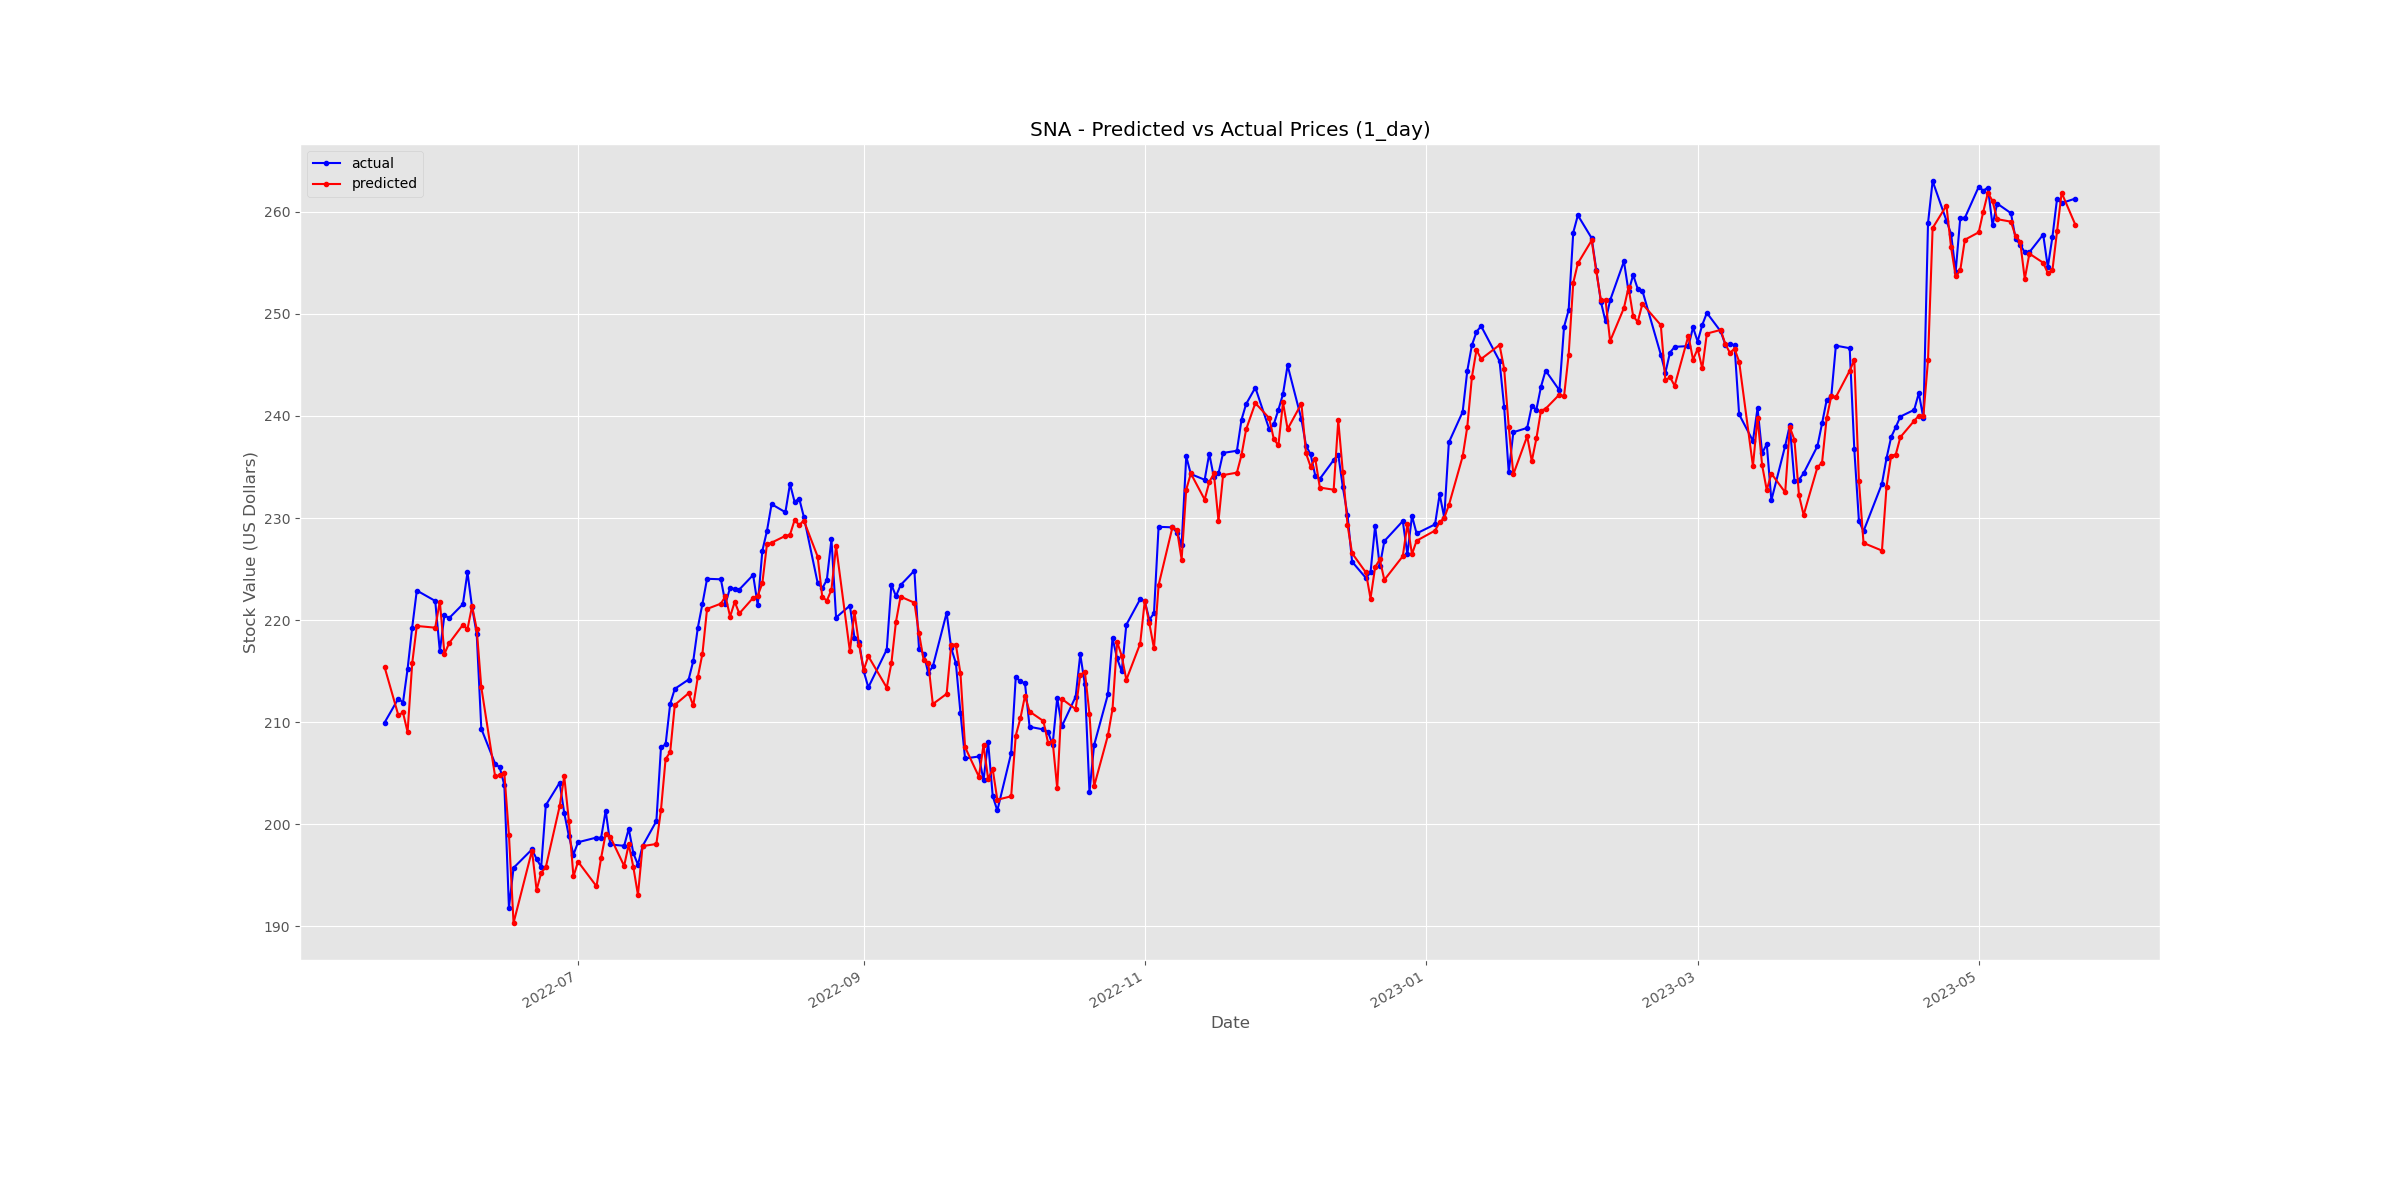 SNA - Predicted vs Actual Prices (1_day)
actual
predicted
260
250
240
230
220
210
200
190
Stock Value (US Dollars)
2022-07
2022-09
2022-11
2023-01
2023-03
2023-05
Date